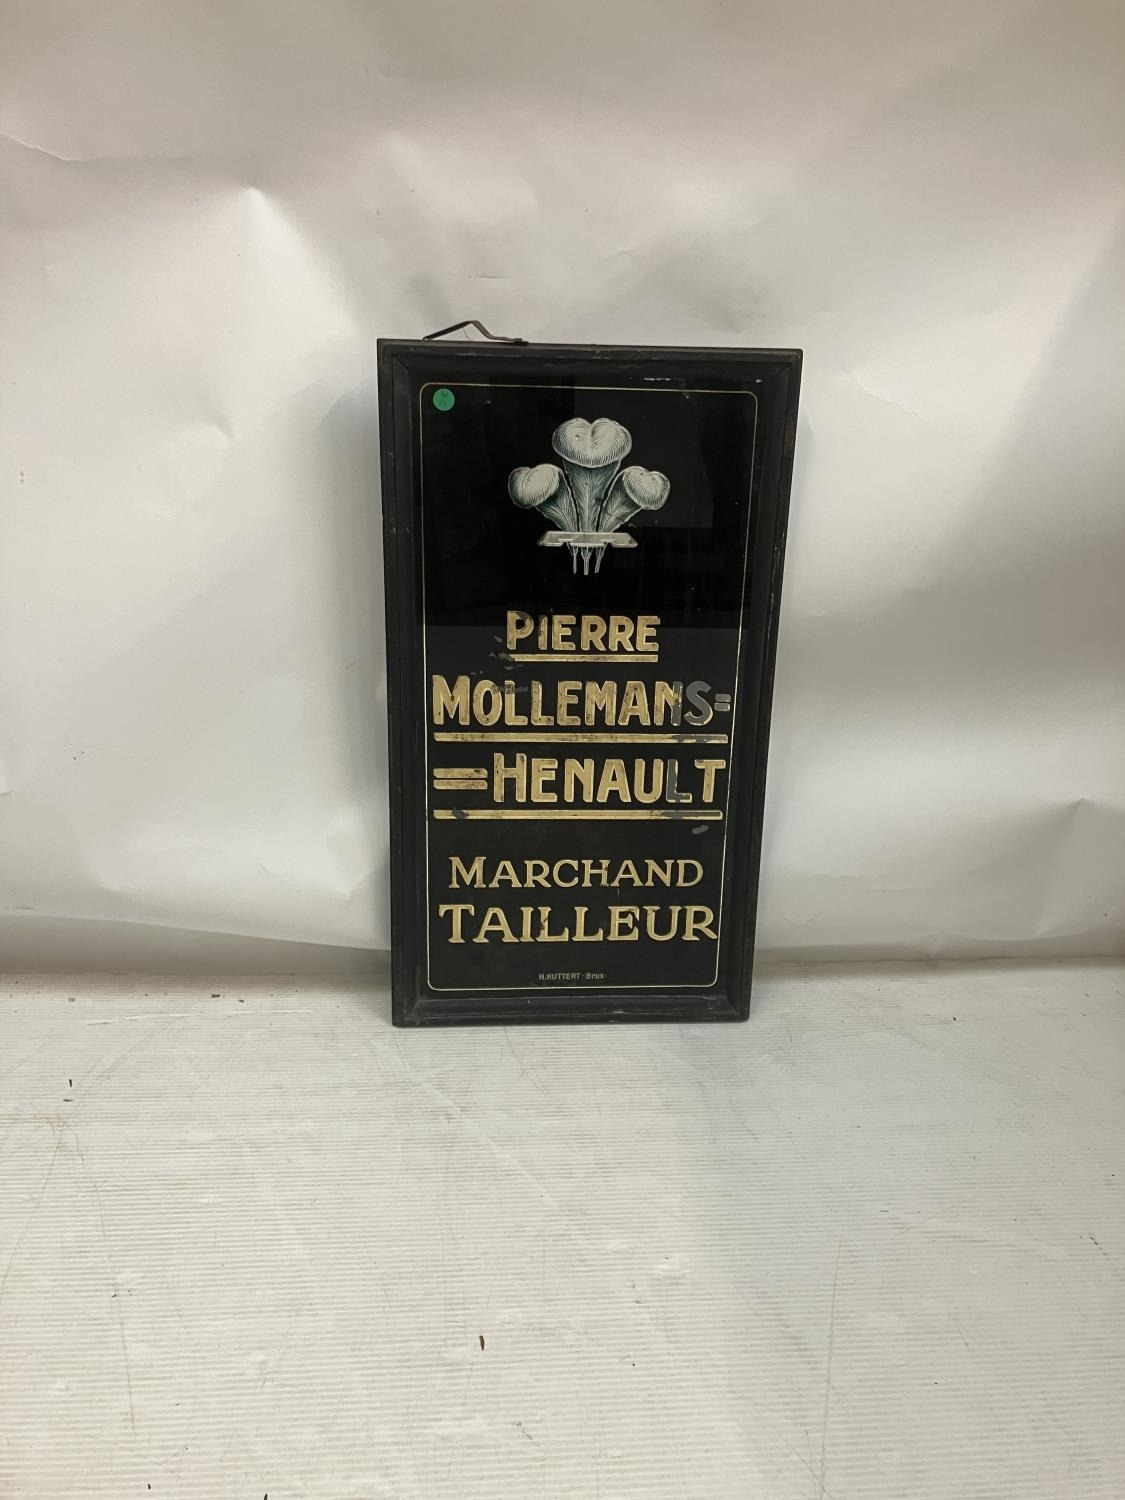 PIERRE
MOLLEMANS=
=HENAULT
MARCHAND
TAILLEUR
H.HUTTERT-Brux: